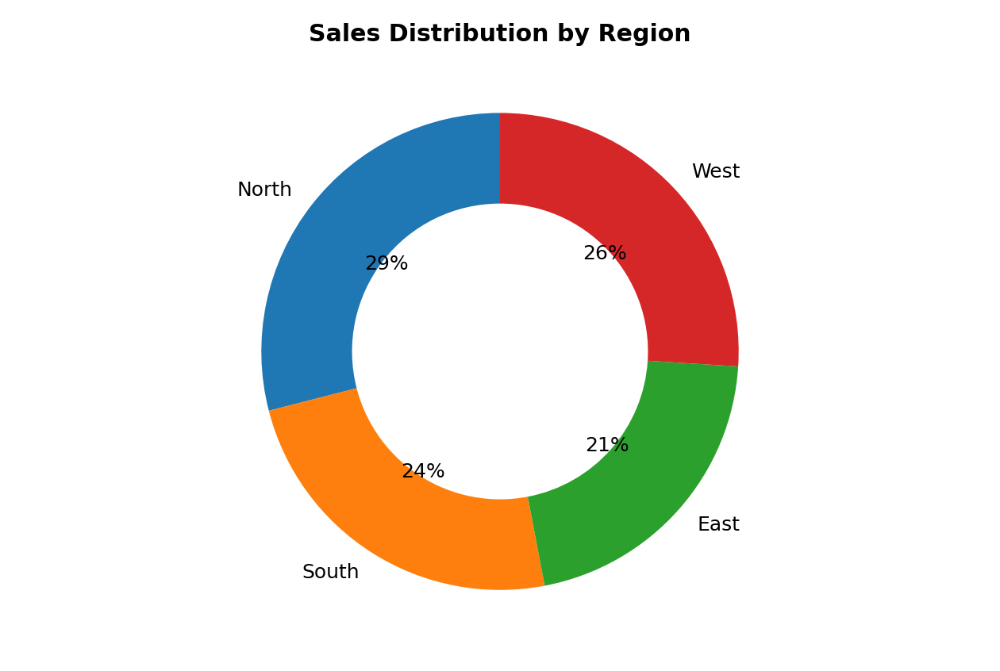 Sales Distribution by Region
West
North
26%
29%
21%
24%
East
South